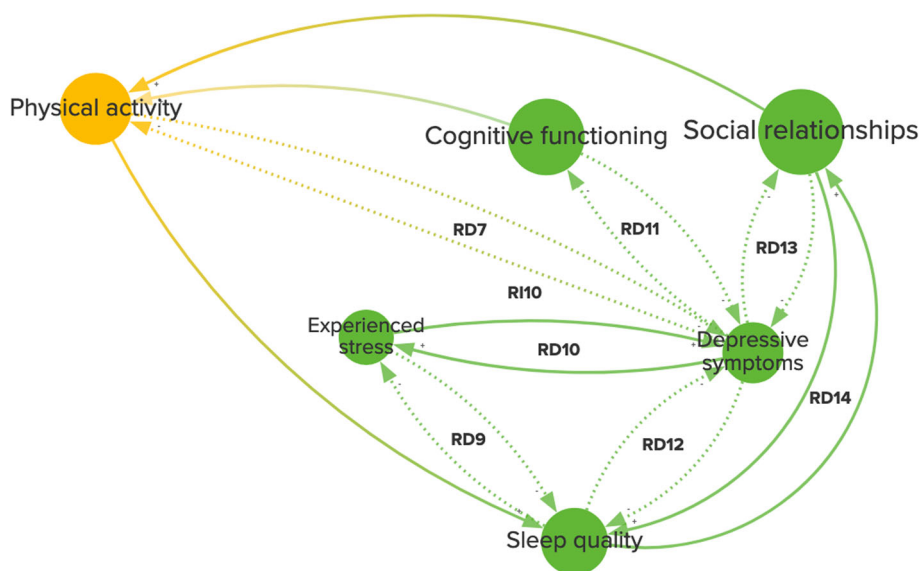 Physical activity
Cognitive functioning
Social relationships
RD7
RD11
RD13
RI10
Experienced
stress
RD10
Depressive
symptoms
RD14
RD9
RD12
Sleep quality